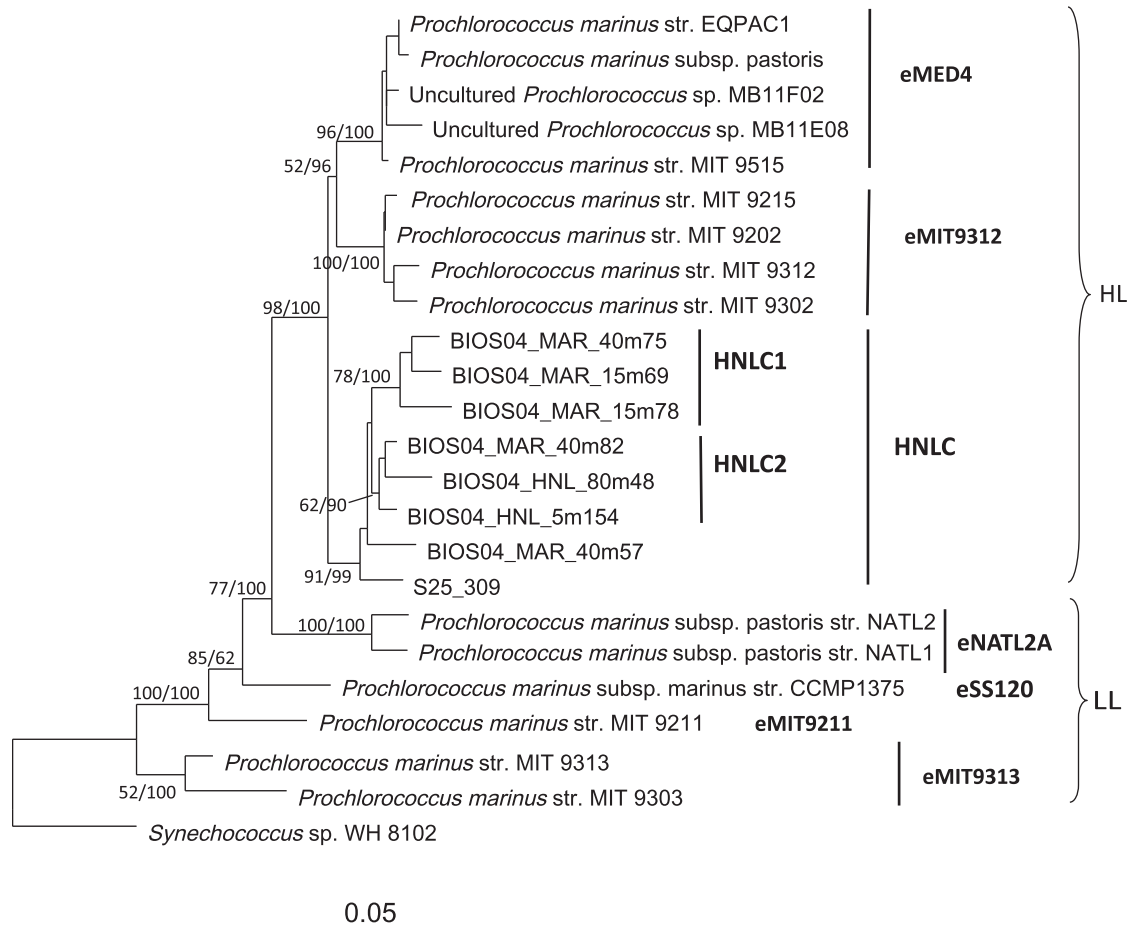 Prochlorococcus marinus str. EQPAC1
Prochlorococcus marinus subsp. pastoris
eMED4
Uncultured Prochlorococcus sp. MB11F02
Uncultured Prochlorococcus sp. MB11E08
96/100
52/96
Prochlorococcus marinus str. MIT 9515
Prochlorococcus marinus str. MIT 9215
Prochlorococcus marinus str. MIT 9202
eMIT9312
100/100
Prochlorococcus marinus str. MIT 9312
Prochlorococcus marinus str. MIT 9302
HL
98/100
BIOS04_MAR_40m75
HNLC1
78/100
BIOS04_MAR_15m69
BIOS04_MAR_15m78
BIOS04_MAR_40m82
HNLC
HNLC2
BIOS04_HNL_80m48
62/90
BIOS04_HNL_5m154
BIOS04_MAR_40m57
91/99
S25_309
77/100
100/100
Prochlorococcus marinus subsp. pastoris str. NATL2
Prochlorococcus marinus subsp. pastoris str. NATL1
eNATL2A
85/62
Prochlorococcus marinus subsp. marinus str. CCMP1375
eSS120
100/100
LL
Prochlorococcus marinus str. MIT 9211
eMIT9211
Prochlorococcus marinus str. MIT 9313
eMIT9313
52/100
Prochlorococcus marinus str. MIT 9303
Synechococcus sp. WH 8102
0.05